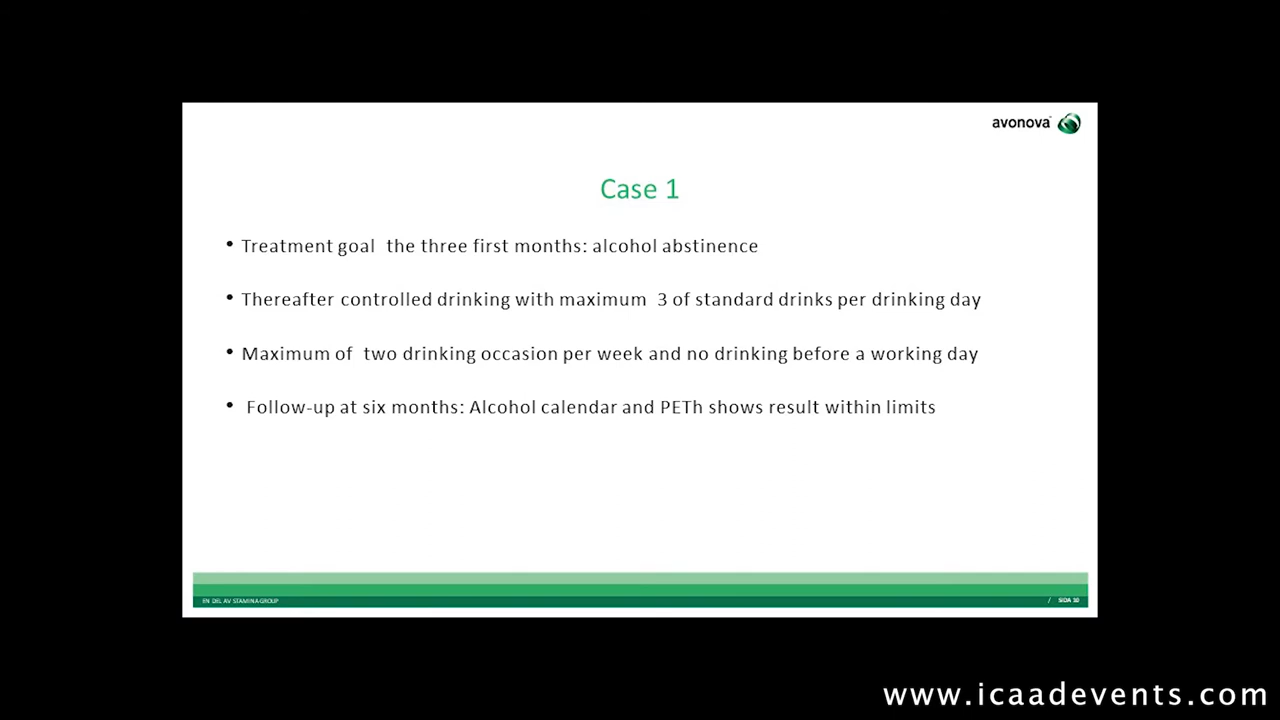 avonova
Case 1
• Treatment goal the three first months: alcohol abstinence
• Thereafter controlled drinking with maximum 3 of standard drinks per drinking day
• Maximum of two drinking occasion per week and no drinking before a working day
• Follow-up at six months: Alcohol calendar and PETh shows result within limits
EN DEL AV STAMINA GROUP
/ SIDA 10
www.icaadevents.com